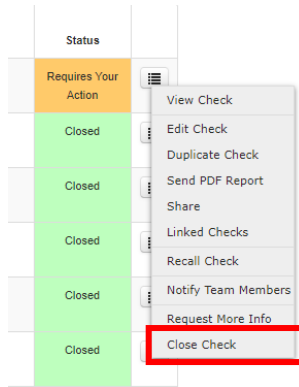 Status
Requires Your
Action
View Check
Closed
Edit Check
Duplicate Check
Closed
Send PDF Report
Share
Closed
Linked Checks
Recall Check
Closed
Notify Team Members
Request More Info
Closed
Close Check